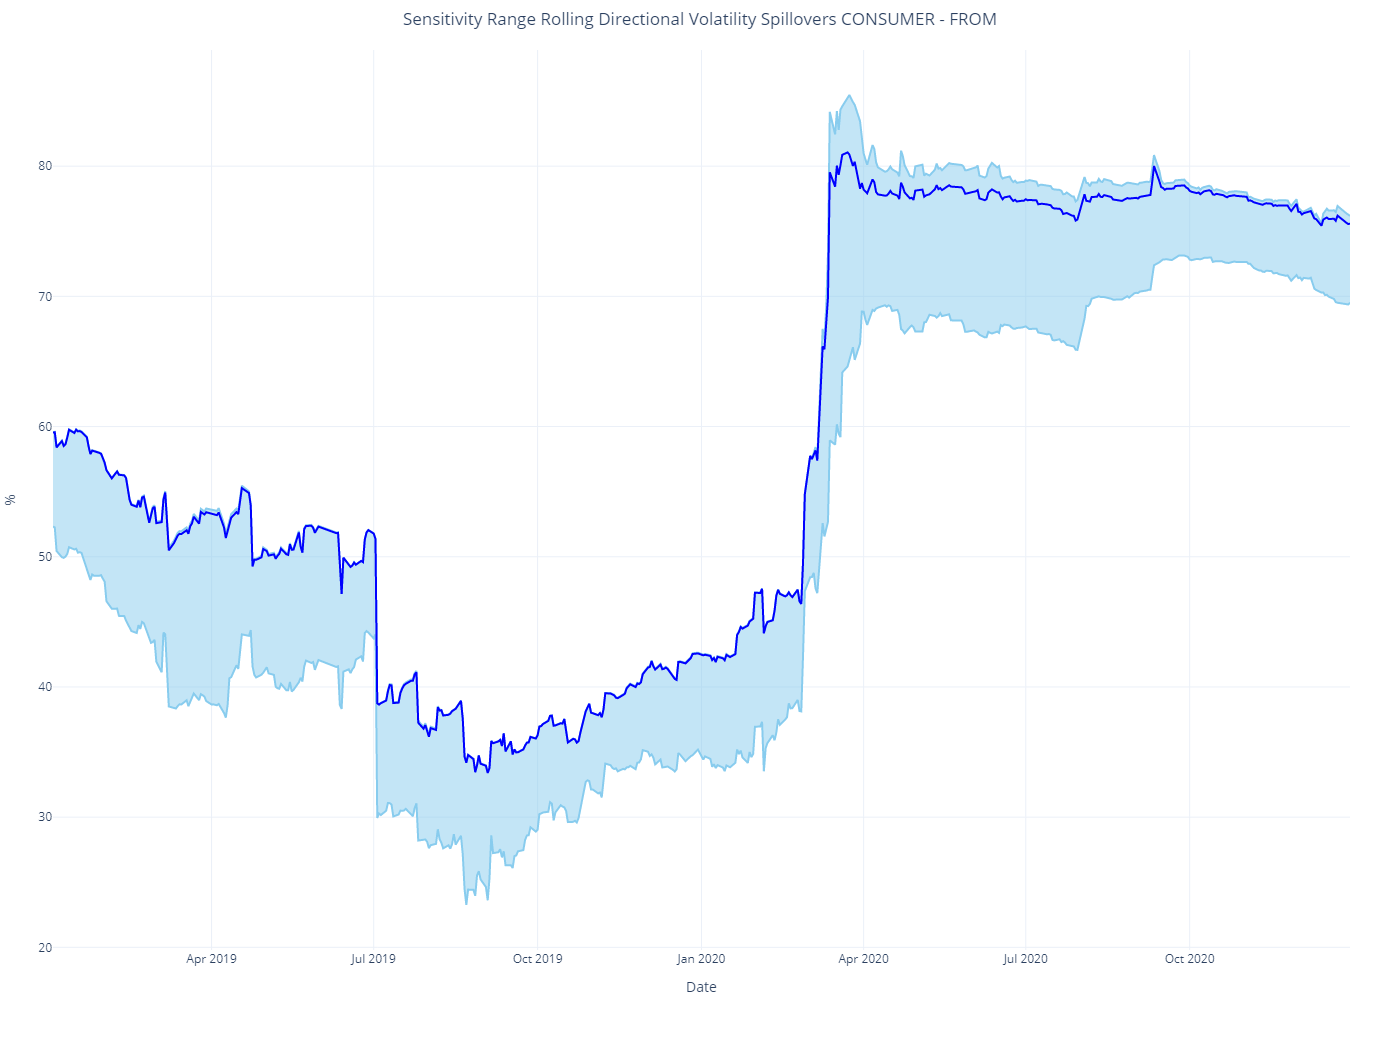 Sensitivity Range Rolling Directional Volatility Spillovers CONSUMER - FROM
80
70
60
50
40
30
20
%
Apr 2019
Jul 2019
Oct 2019
Jan 2020
Apr 2020
Jul 2020
Oct 2020
Date